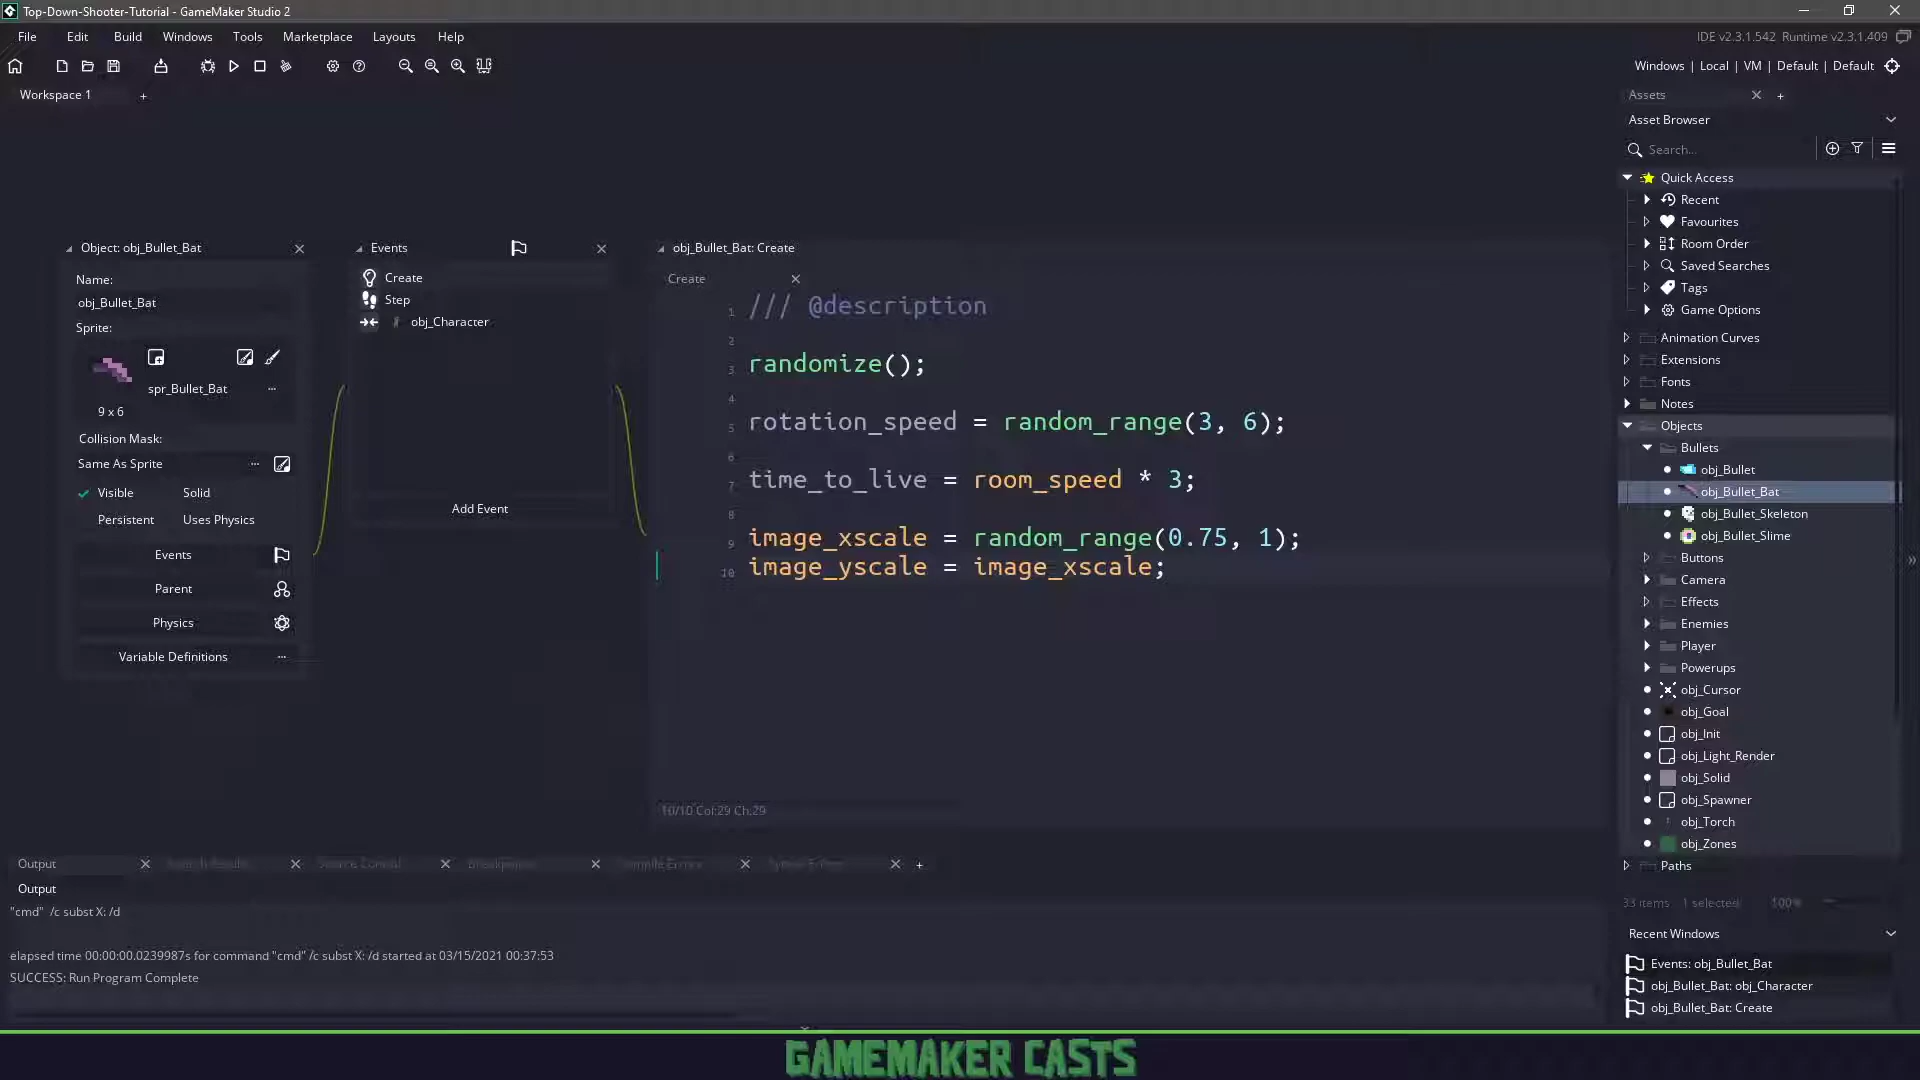 Top-Down-Shooter-Tutorial - GameMaker Studio 2
File Edit Build Windows Tools Marketplace Layouts Help
IDE v2.3.1.542 Runtime v2.3.1.409
Windows | Local | VM | Default | Default
Workspace 1
Object: obj_Bullet_Bat
Name:
obj_Bullet_Bat
Sprite:
spr_Bullet_Bat
9 x 6
Collision Mask:
Same As Sprite
Visible Solid
Persistent Uses Physics
Events
Parent
Physics
Variable Definitions
Events
Create
Step
obj_Character
Add Event
obj_Bullet_Bat: Create
Create
1 /// @description
2
3 randomize();
4
5 rotation_speed = random_range(3, 6);
6
7 time_to_live = room_speed * 3;
8
9 image_xscale = random_range(0.75, 1);
10 image_yscale = image_xscale;
10/10 Col:29 Ch:29
Output
Output
"cmd" /c subst X: /d
elapsed time 00:00:00.0239987s for command "cmd" /c subst X: /d started at 03/15/2021 00:37:53
SUCCESS: Run Program Complete
Assets
Asset Browser
Search...
Quick Access
Recent
Favourites
Room Order
Saved Searches
Tags
Game Options
Animation Curves
Extensions
Fonts
Notes
Objects
Bullets
obj_Bullet
obj_Bullet_Bat
obj_Bullet_Skeleton
obj_Bullet_Slime
Buttons
Camera
Effects
Enemies
Player
Powerups
obj_Cursor
obj_Goal
obj_Init
obj_Light_Render
obj_Solid
obj_Spawner
obj_Torch
obj_Zones
Paths
33 items 1 selected 100%
Recent Windows
Events: obj_Bullet_Bat
obj_Bullet_Bat: obj_Character
obj_Bullet_Bat: Create
GAMEMAKER CASTS